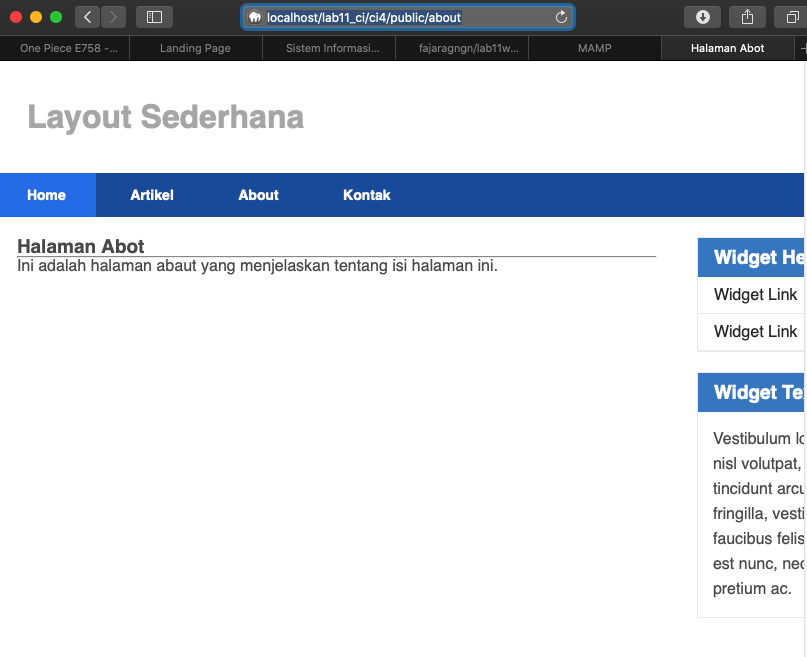 localhost/lab11_ci/ci4/public/about
One Piece E758 -...
Landing Page
Sistem Informasi...
fajaragngn/lab11w...
MAMP
Halaman Abot
Layout Sederhana
Home
Artikel
About
Kontak
Halaman Abot
Ini adalah halaman abaut yang menjelaskan tentang isi halaman ini.
Widget He
Widget Link
Widget Link
Widget Te
Vestibulum lo
nisl volutpat,
tincidunt arcu
fringilla, vesti
faucibus felis
est nunc, nec
pretium ac.